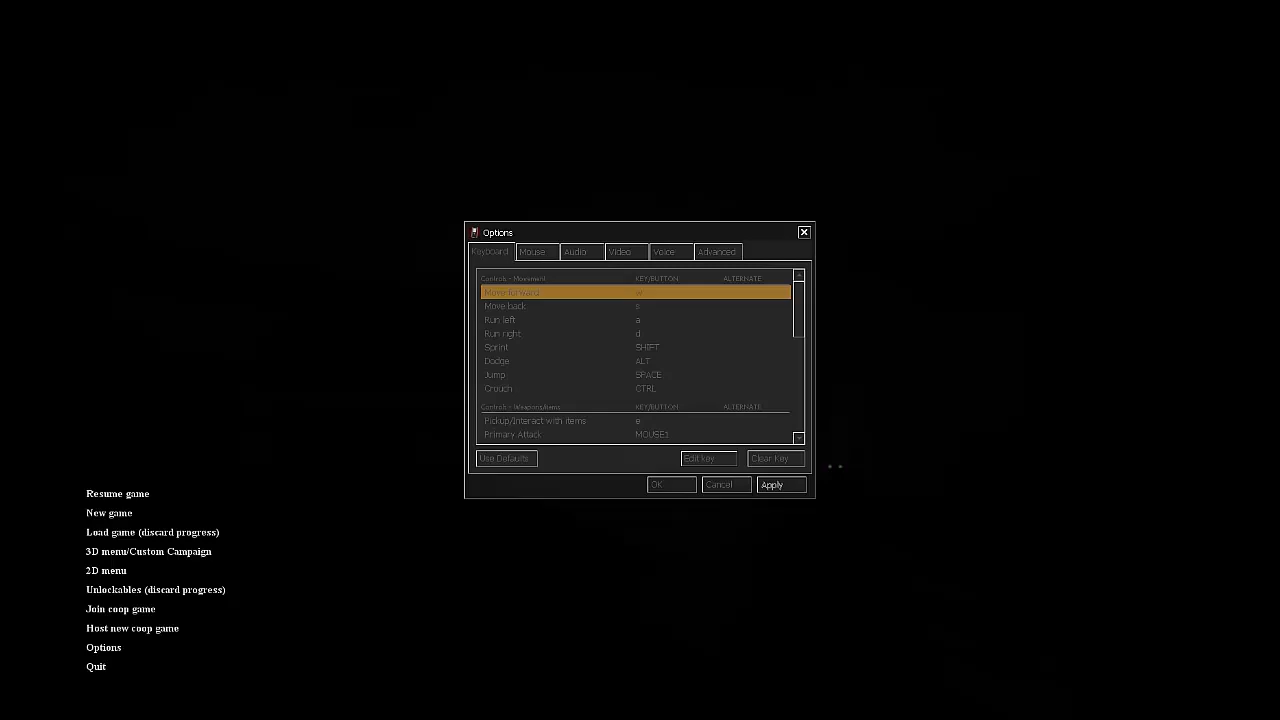 Options
Keyboard Mouse Audio Video Voice Advanced
Controls - Movement KEY/BUTTON ALTERNATE
Move forward w
Move back s
Run left a
Run right d
Sprint SHIFT
Dodge ALT
Jump SPACE
Crouch CTRL
Controls - Weapons/Items KEY/BUTTON ALTERNATE
Pickup/Interact with items e
Primary Attack MOUSE1
Use Defaults Edit key Clear Key
OK Cancel Apply
Resume game
New game
Load game (discard progress)
3D menu/Custom Campaign
2D menu
Unlockables (discard progress)
Join coop game
Host new coop game
Options
Quit